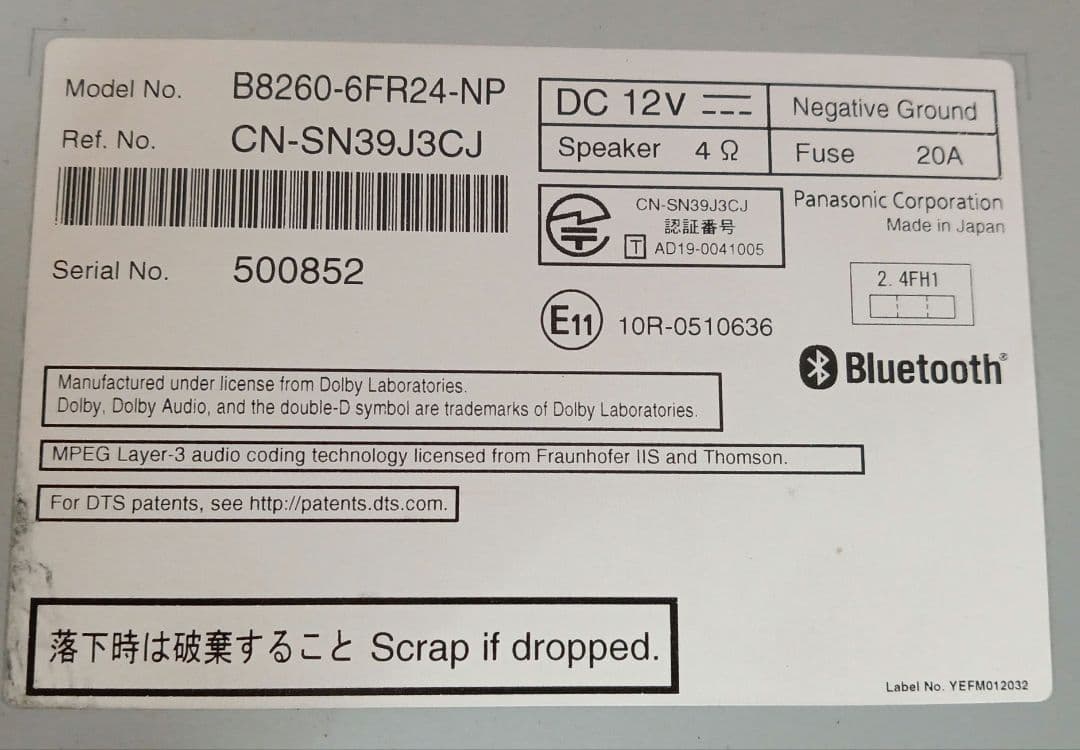 Model No. B8260-6FR24-NP
Ref. No. CN-SN39J3CJ
Serial No. 500852
DC 12V Negative Ground
Speaker 4 Ω Fuse 20A
CN-SN39J3CJ
認証番号
T AD19-0041005
Panasonic Corporation
Made in Japan
2.4FH1
E11 10R-0510636
Bluetooth®
Manufactured under license from Dolby Laboratories.
Dolby, Dolby Audio, and the double-D symbol are trademarks of Dolby Laboratories.
MPEG Layer-3 audio coding technology licensed from Fraunhofer IIS and Thomson.
For DTS patents, see http://patents.dts.com.
落下時は破棄すること Scrap if dropped.
Label No. YEFM012032